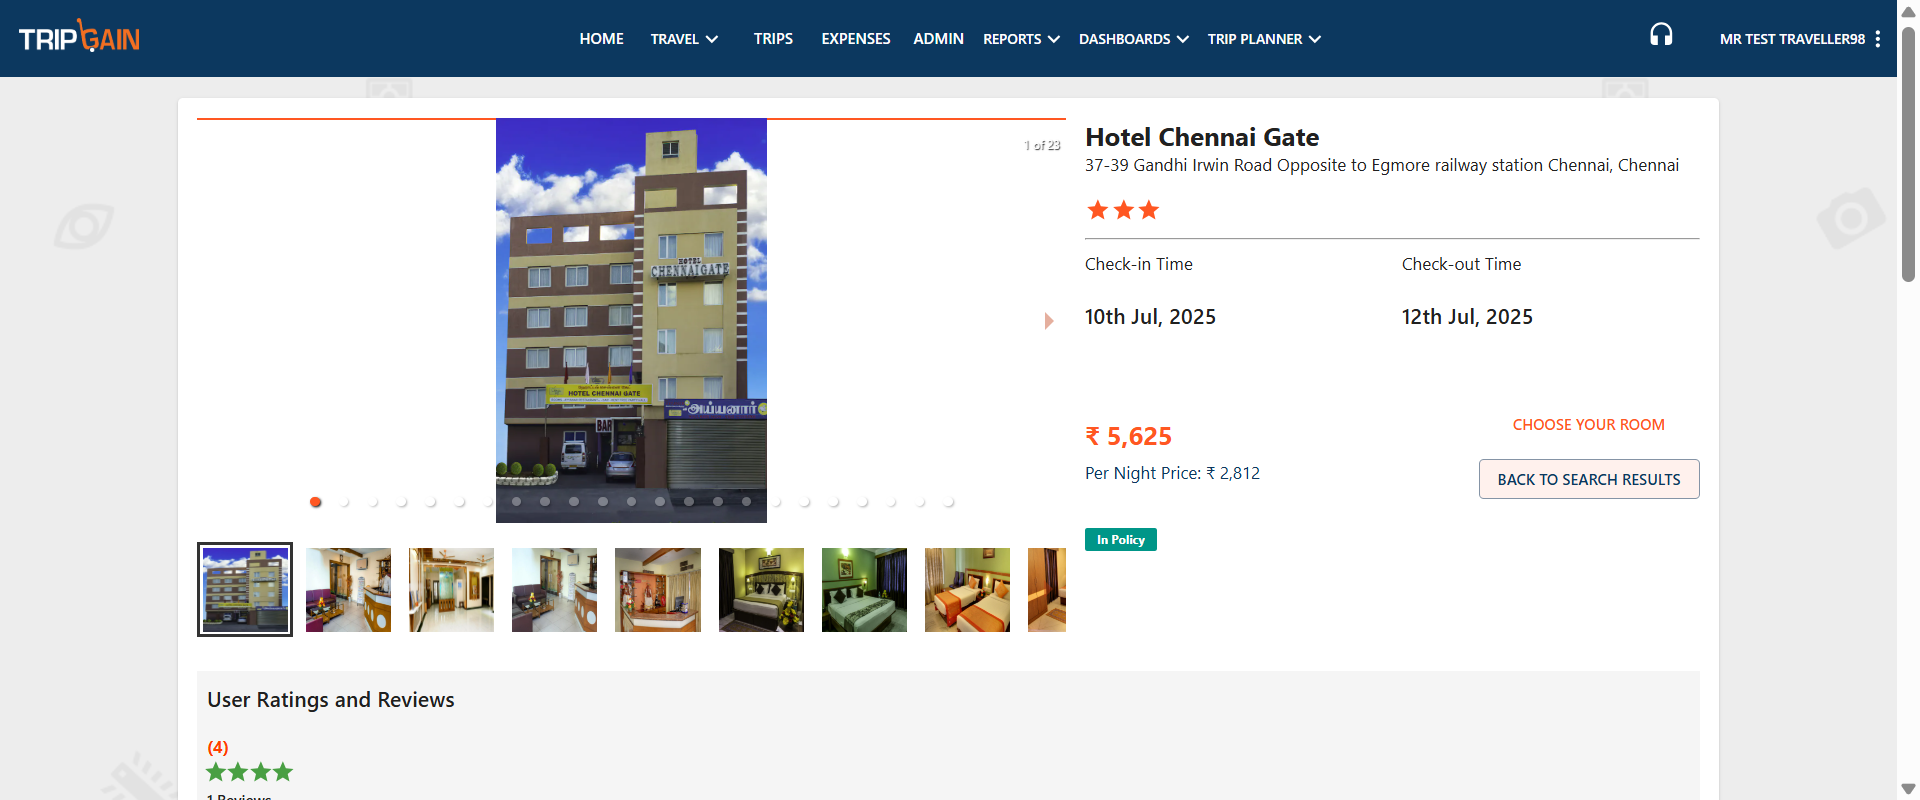 TRIPGAIN
HOME
TRAVEL
TRIPS
EXPENSES
ADMIN
REPORTS
DASHBOARDS
TRIP PLANNER
MR TEST TRAVELLER98
1 of 23
HOTEL
CHENNAI GATE
HOTEL CHENNAI GATE
BAR
Hotel Chennai Gate
37-39 Gandhi Irwin Road Opposite to Egmore railway station Chennai, Chennai
Check-in Time
Check-out Time
10th Jul, 2025
12th Jul, 2025
₹ 5,625
CHOOSE YOUR ROOM
Per Night Price: ₹ 2,812
BACK TO SEARCH RESULTS
In Policy
User Ratings and Reviews
(4)
1 Reviews